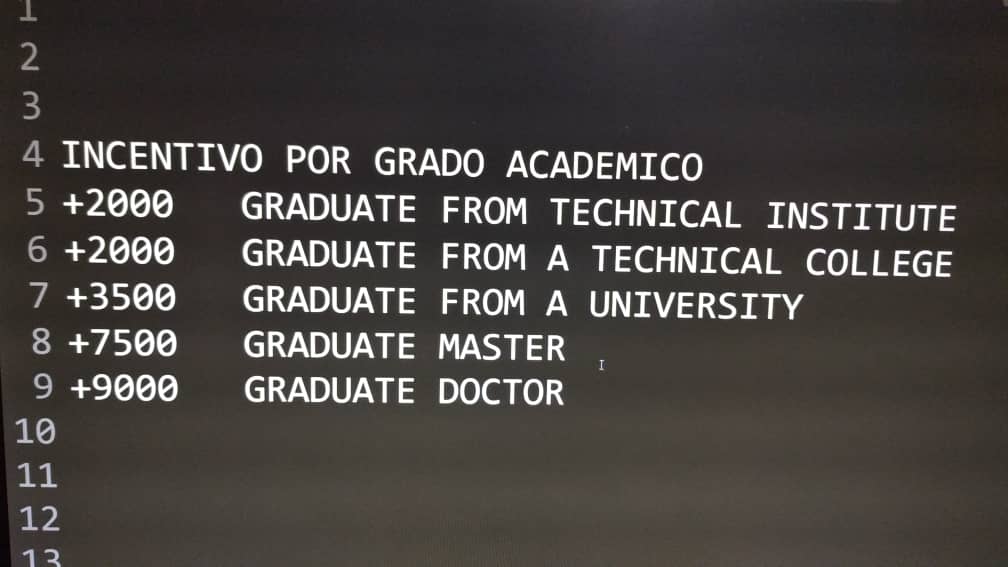 1
2
3
4 INCENTIVO POR GRADO ACADEMICO
5 +2000 GRADUATE FROM TECHNICAL INSTITUTE
6 +2000 GRADUATE FROM A TECHNICAL COLLEGE
7 +3500 GRADUATE FROM A UNIVERSITY
8 +7500 GRADUATE MASTER
9 +9000 GRADUATE DOCTOR
10
11
12
13